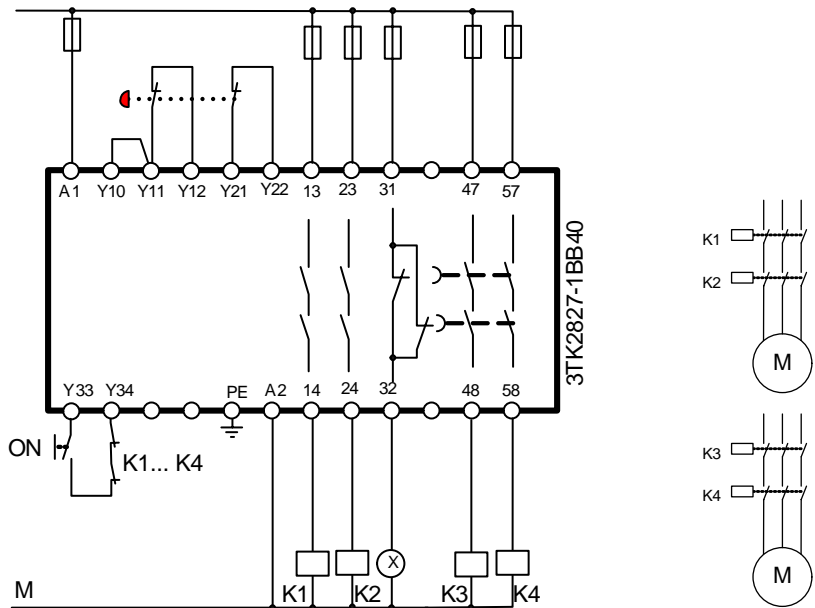 A1 Y10 Y11 Y12 Y21 Y22 13 23 31 47 57
3TK2827-1BB40
Y33 Y34 PE A2 14 24 32 48 58
ON
K1... K4
X
M K1 K2 K3 K4
K1
K2
M
K3
K4
M